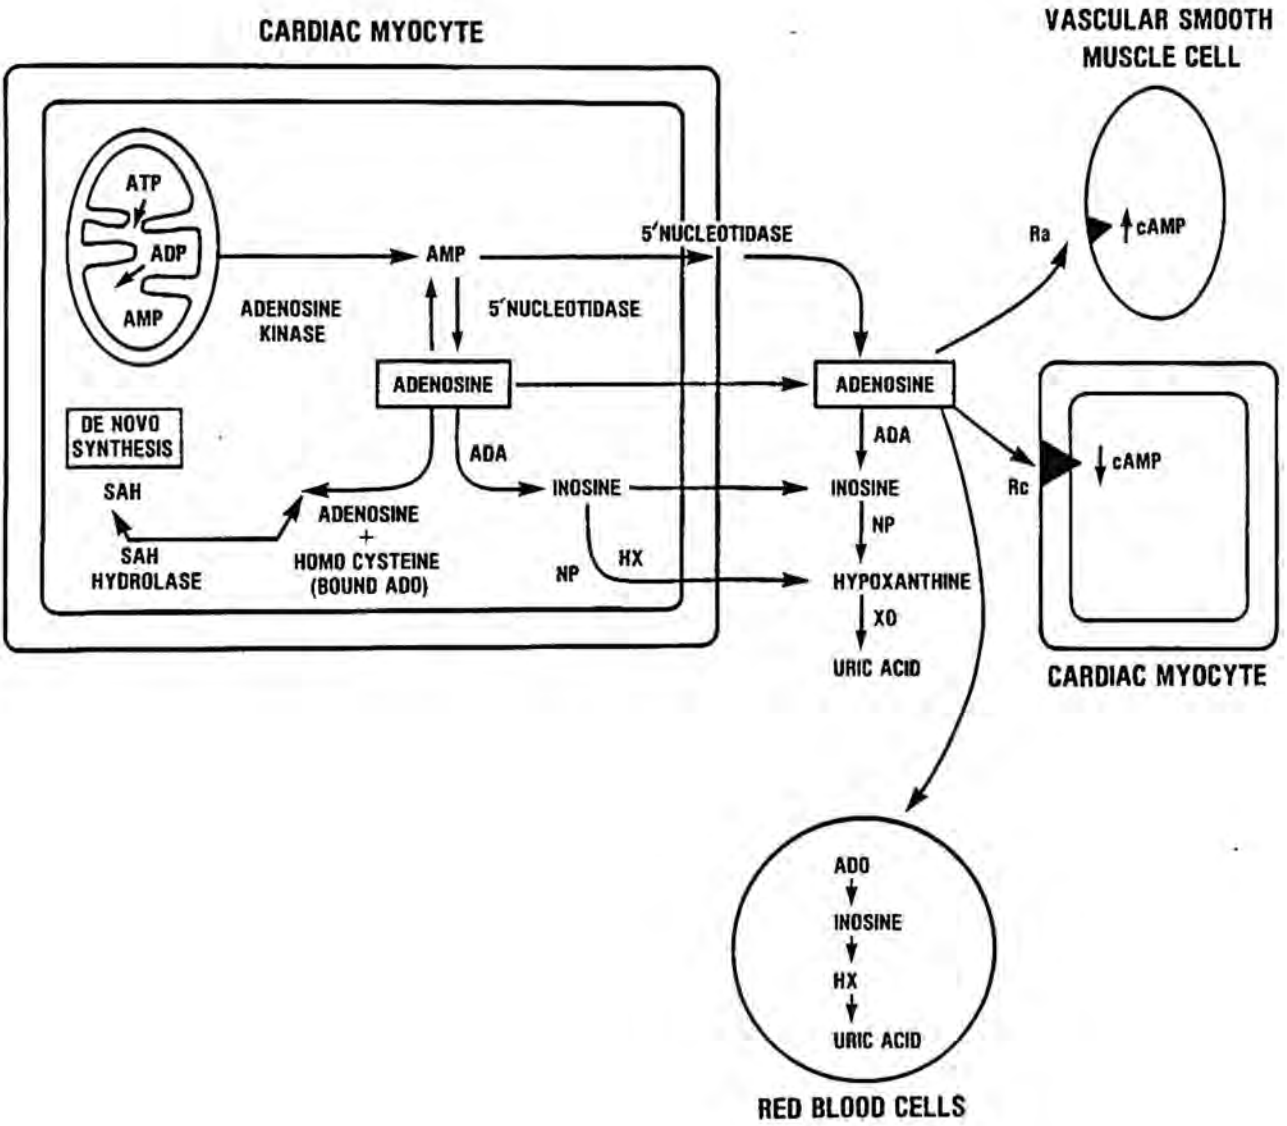 CARDIAC MYOCYTE
VASCULAR SMOOTH
MUSCLE CELL
ATP
ADP
AMP
AMP
5'NUCLEOTIDASE
Ra
cAMP
ADENOSINE
KINASE
5'NUCLEOTIDASE
ADENOSINE
ADENOSINE
DE NOVO
SYNTHESIS
ADA
ADA
cAMP
Rc
SAH
INOSINE
INOSINE
ADENOSINE
+
HOMO CYSTEINE
(BOUND ADO)
SAH
HYDROLASE
NP
NP
HX
HYPOXANTHINE
XO
URIC ACID
CARDIAC MYOCYTE
ADO
INOSINE
HX
URIC ACID
RED BLOOD CELLS